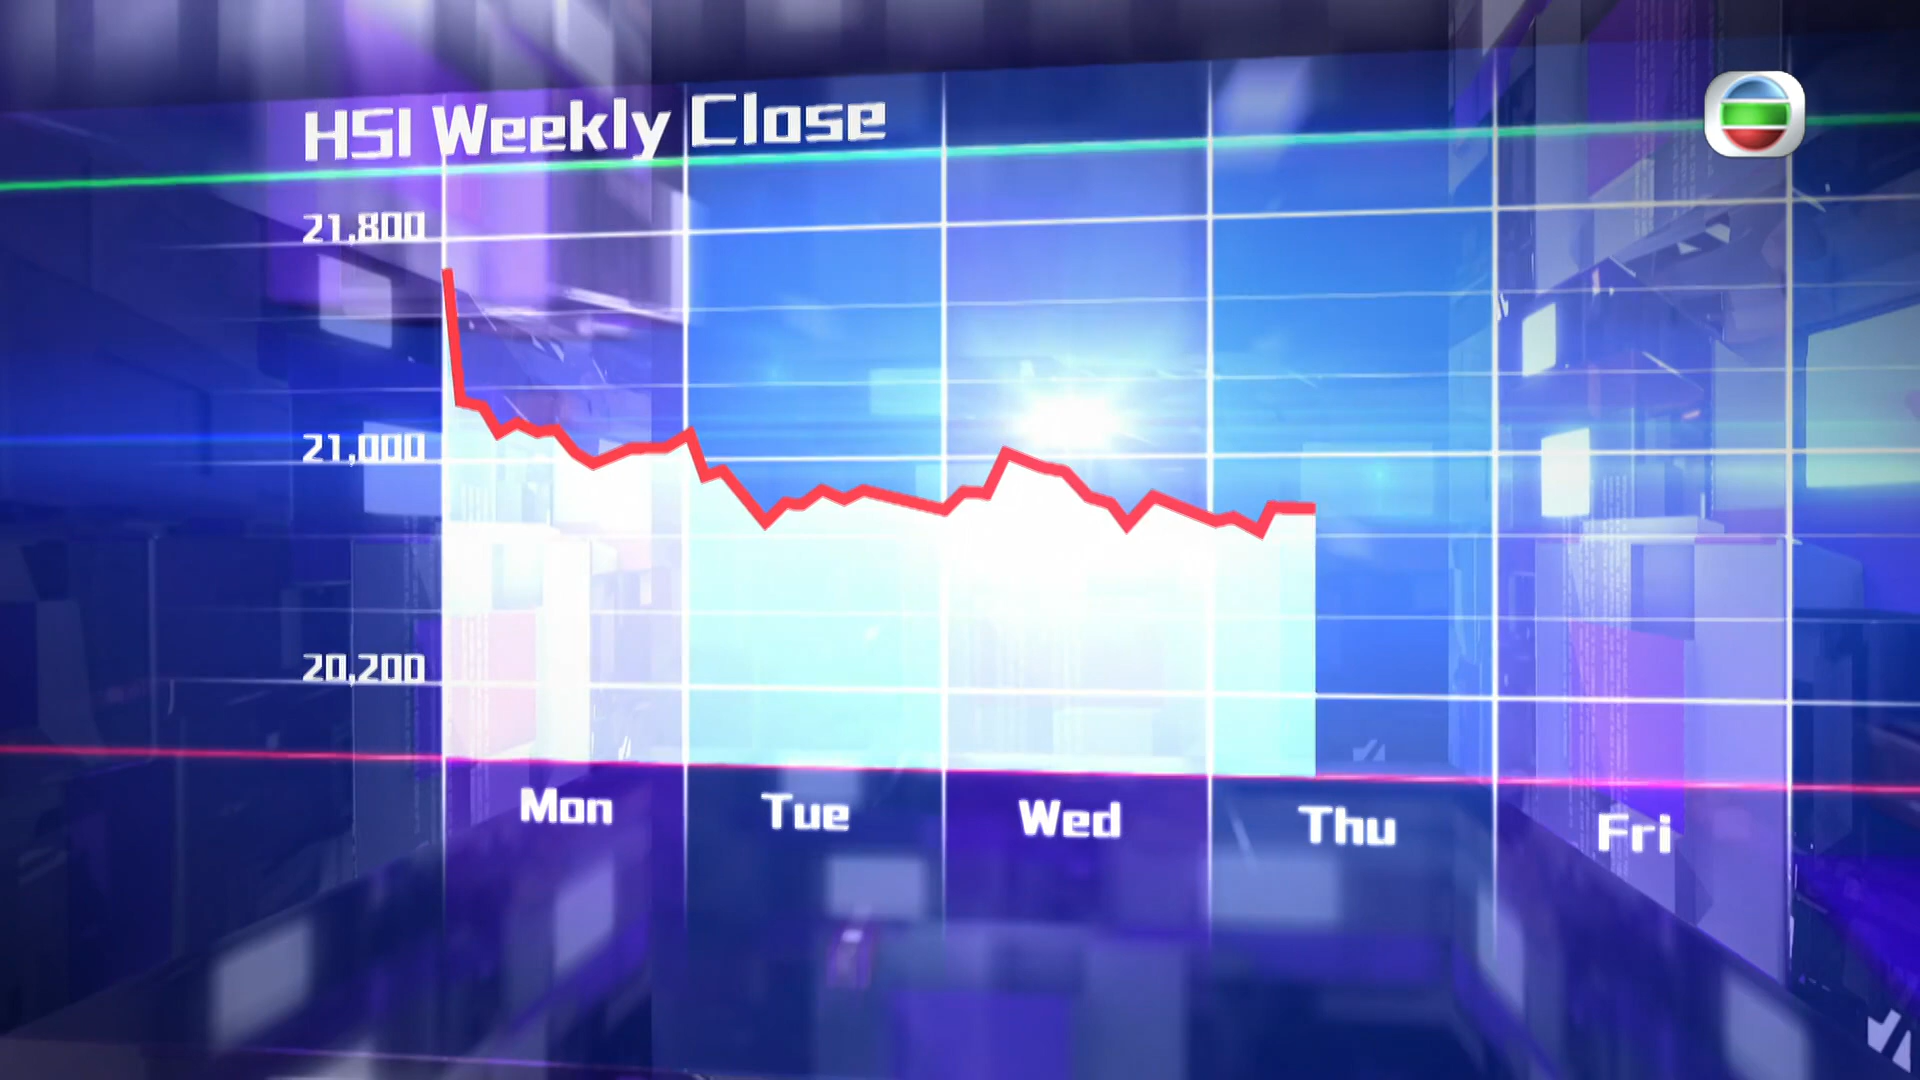 HSI Weekly Close
21,800
21,000
20,200
Mon Tue Wed Thu Fri